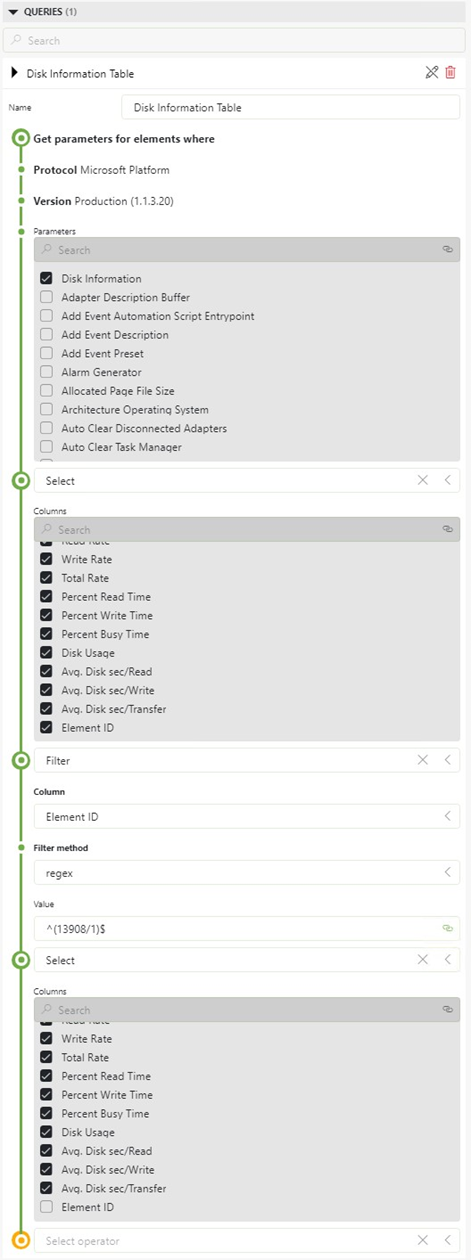 QUERIES (1)
Search
Disk Information Table
Name
Disk Information Table
Get parameters for elements where
Protocol Microsoft Platform
Version Production (1.1.3.20)
Parameters
Search
Disk Information
Adapter Description Buffer
Add Event Automation Script Entrypoint
Add Event Description
Add Event Preset
Alarm Generator
Allocated Page File Size
Architecture Operating System
Auto Clear Disconnected Adapters
Auto Clear Task Manager
Select
Columns
Search
Read Rate
Write Rate
Total Rate
Percent Read Time
Percent Write Time
Percent Busy Time
Disk Usage
Avg. Disk sec/Read
Avg. Disk sec/Write
Avg. Disk sec/Transfer
Element ID
Filter
Column
Element ID
Filter method
regex
Value
^(13908/1)$
Select
Columns
Search
Read Rate
Write Rate
Total Rate
Percent Read Time
Percent Write Time
Percent Busy Time
Disk Usage
Avg. Disk sec/Read
Avg. Disk sec/Write
Avg. Disk sec/Transfer
Element ID
Select operator